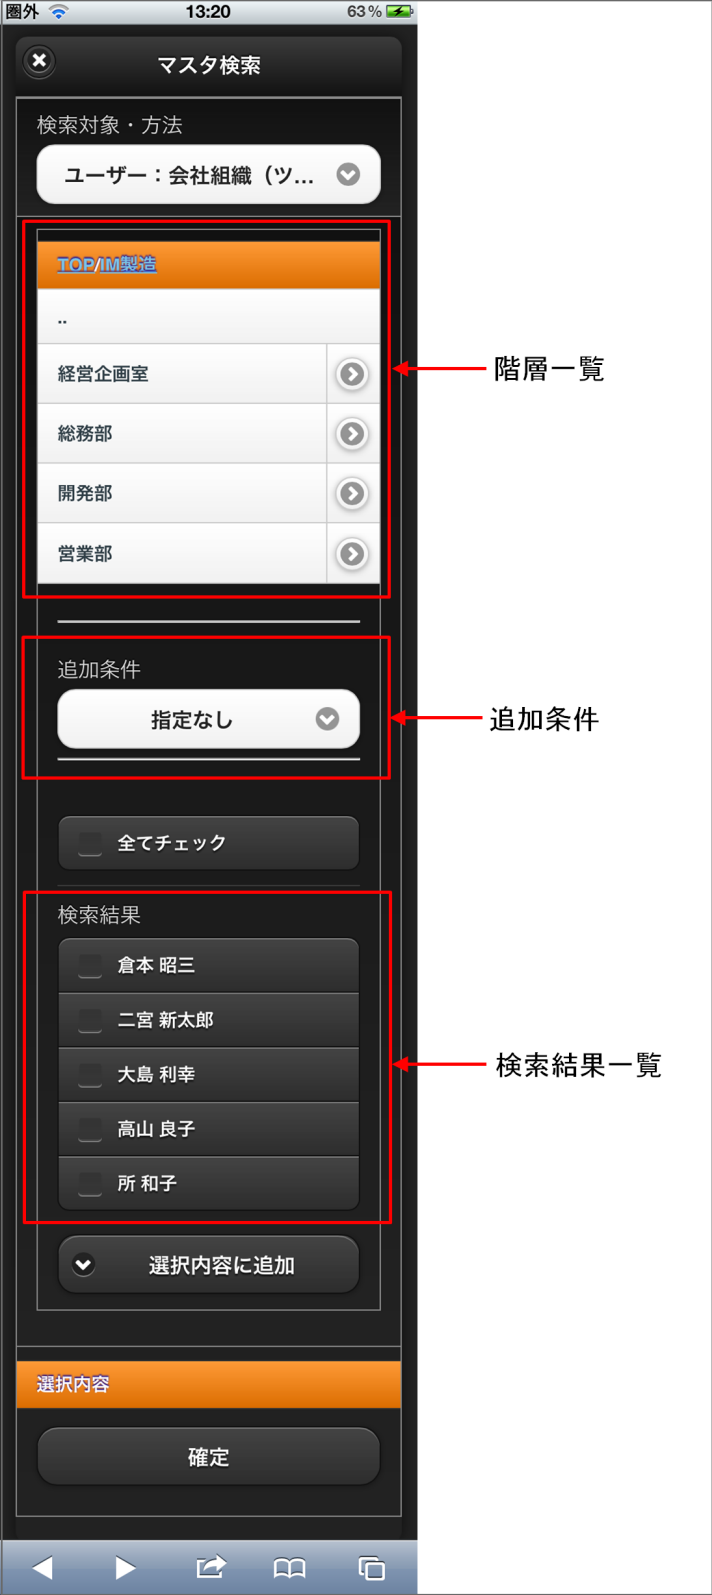 圏外 13:20 63%
マスタ検索
検索対象・方法
ユーザー：会社組織（ツ...
TOP/IM製造
..
経営企画室
総務部
開発部
営業部
階層一覧
追加条件
指定なし
追加条件
全てチェック
検索結果
倉本 昭三
二宮 新太郎
大島 利幸
高山 良子
所 和子
検索結果一覧
選択内容に追加
選択内容
確定